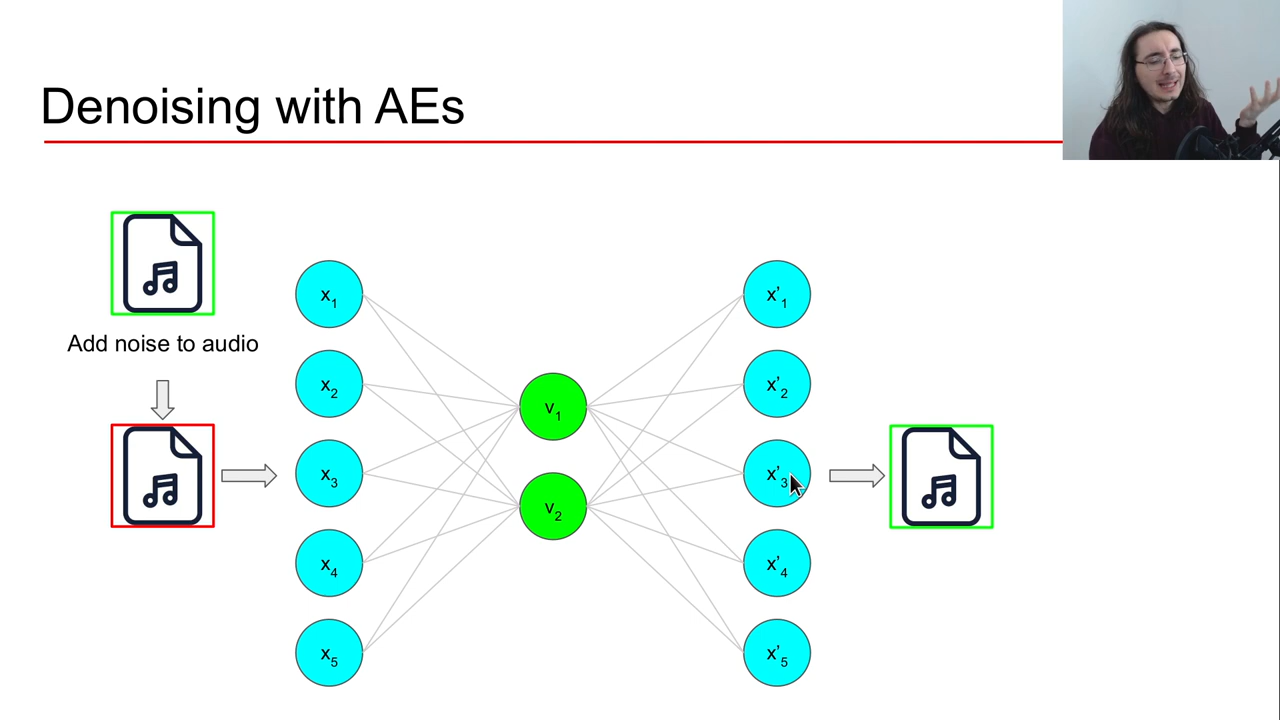 Denoising with AEs
Add noise to audio
x1
x2
x3
x4
x5
v1
v2
x'1
x'2
x'3
x'4
x'5